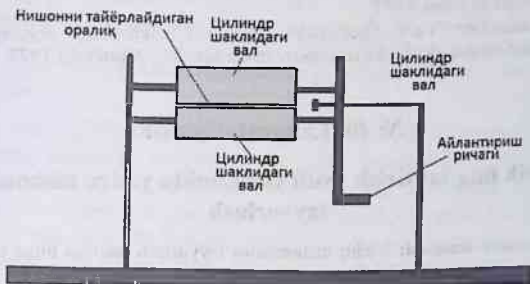 Нишонни тайёрлайдиган
оралиқ
Цилиндр
шаклидаги
вал
Цилиндр
шаклидаги
вал
Айлантириш
ричаги
Цилиндр
шаклидаги
вал